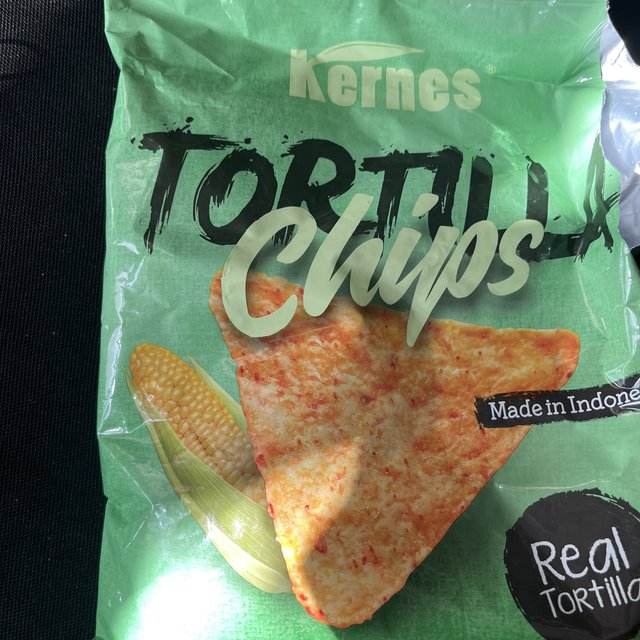 Kernes®
TORTILLA
Chips
Made in Indone
Real
TORTILLA